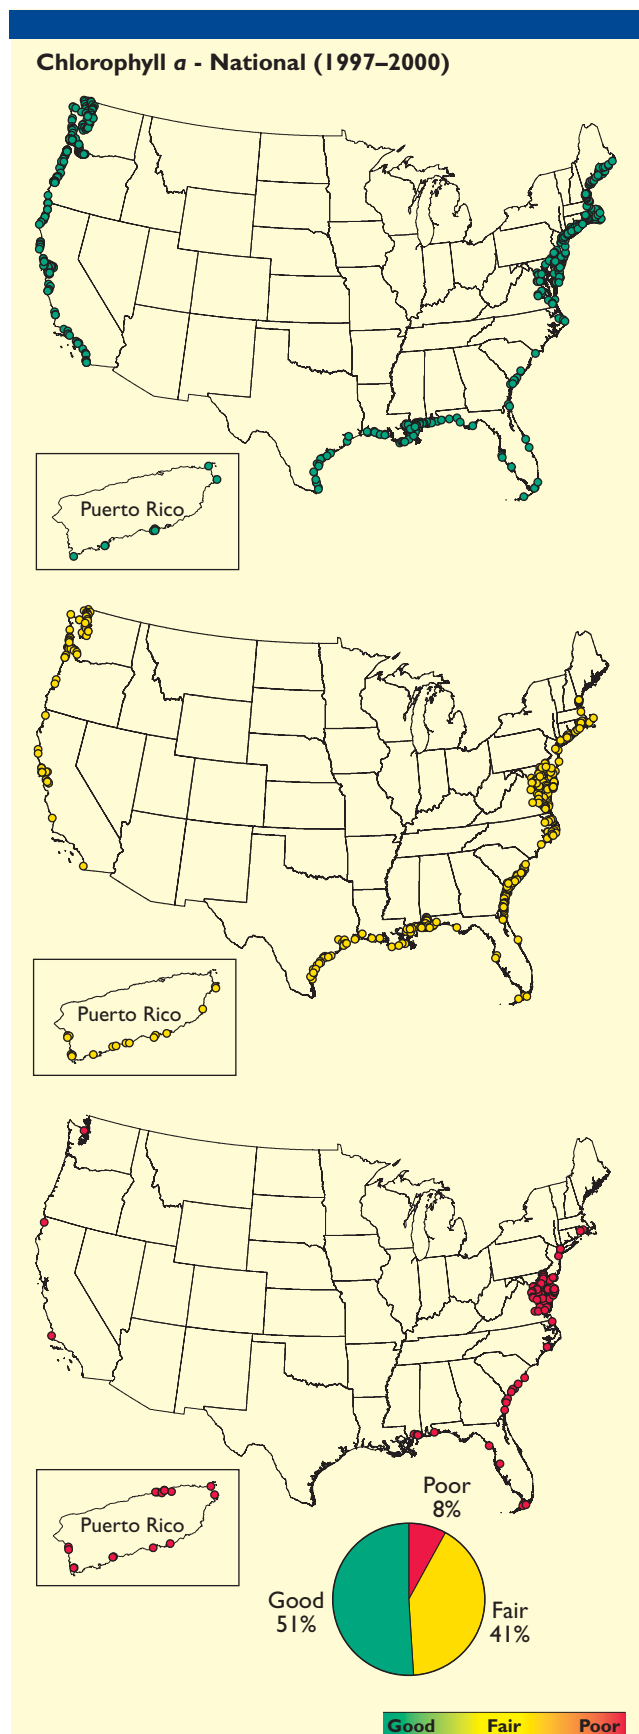 Chlorophyll a - National (1997–2000)
Puerto Rico
Puerto Rico
Puerto Rico
Poor
8%
Good
51%
Fair
41%
Good Fair Poor